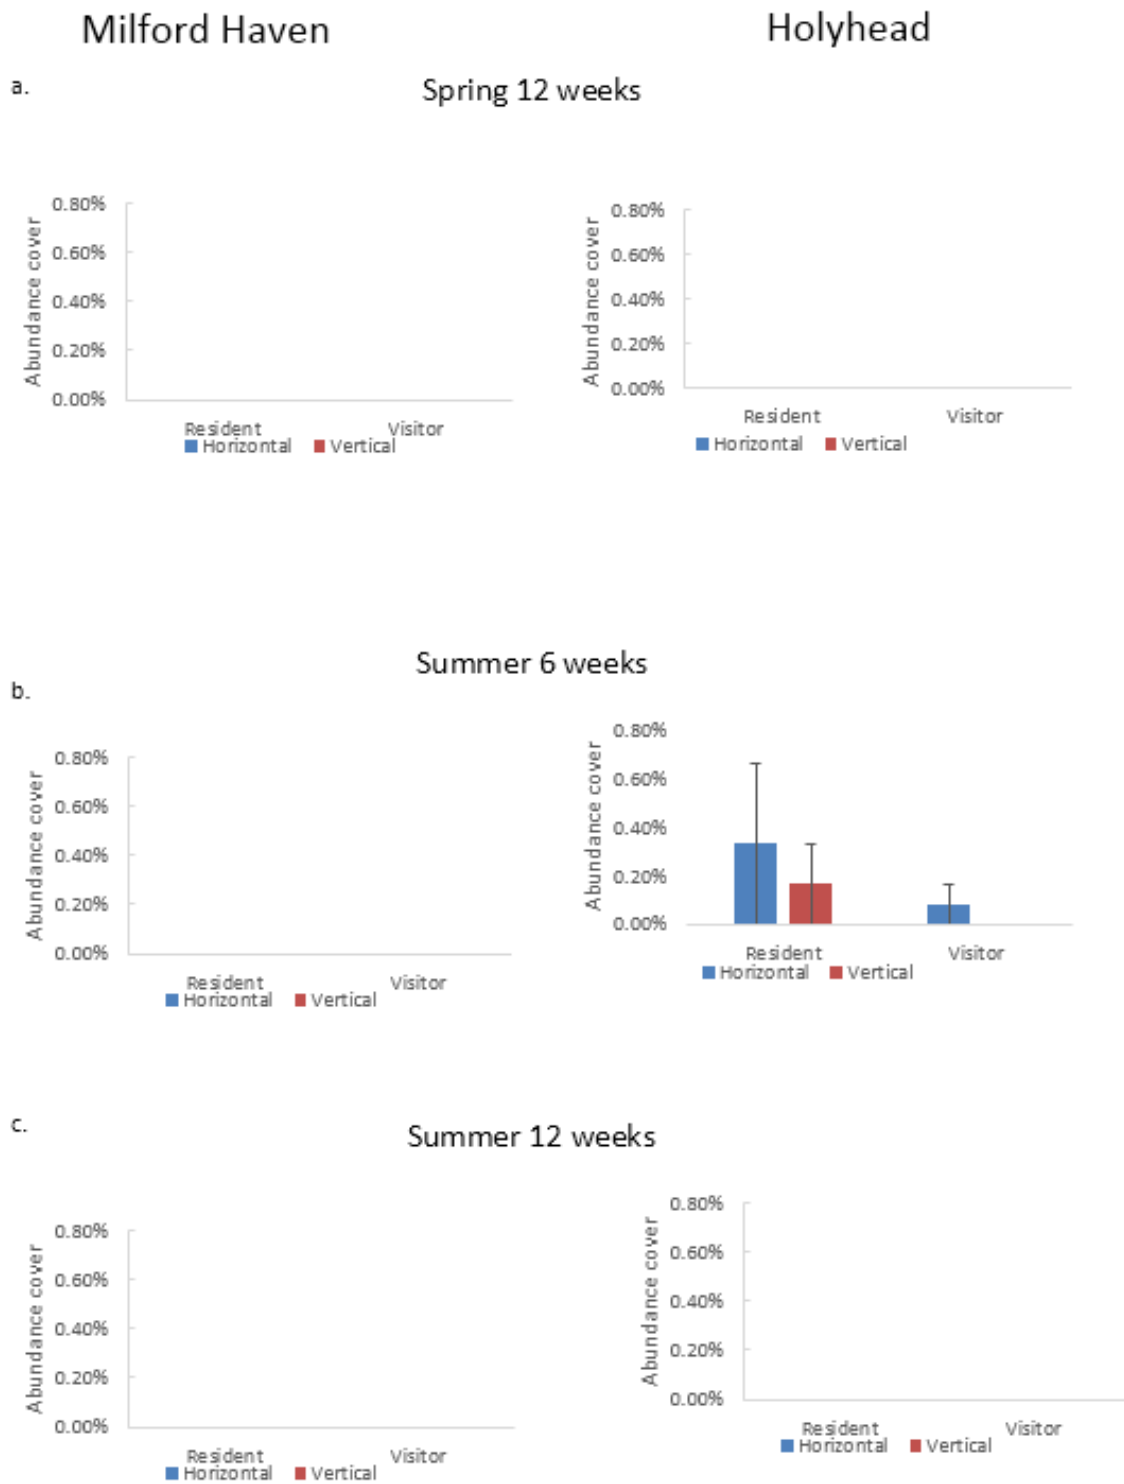 Milford Haven
Holyhead
a.
Spring 12 weeks
Abundance cover
0.80%
0.60%
0.40%
0.20%
0.00%
Resident Visitor
Horizontal Vertical
Abundance cover
0.80%
0.60%
0.40%
0.20%
0.00%
Resident Visitor
Horizontal Vertical
Summer 6 weeks
b.
Abundance cover
0.80%
0.60%
0.40%
0.20%
0.00%
Resident Visitor
Horizontal Vertical
Abundance cover
0.80%
0.60%
0.40%
0.20%
0.00%
Resident Visitor
Horizontal Vertical
c.
Summer 12 weeks
Abundance cover
0.80%
0.60%
0.40%
0.20%
0.00%
Resident Visitor
Horizontal Vertical
Abundance cover
0.80%
0.60%
0.40%
0.20%
0.00%
Resident Visitor
Horizontal Vertical